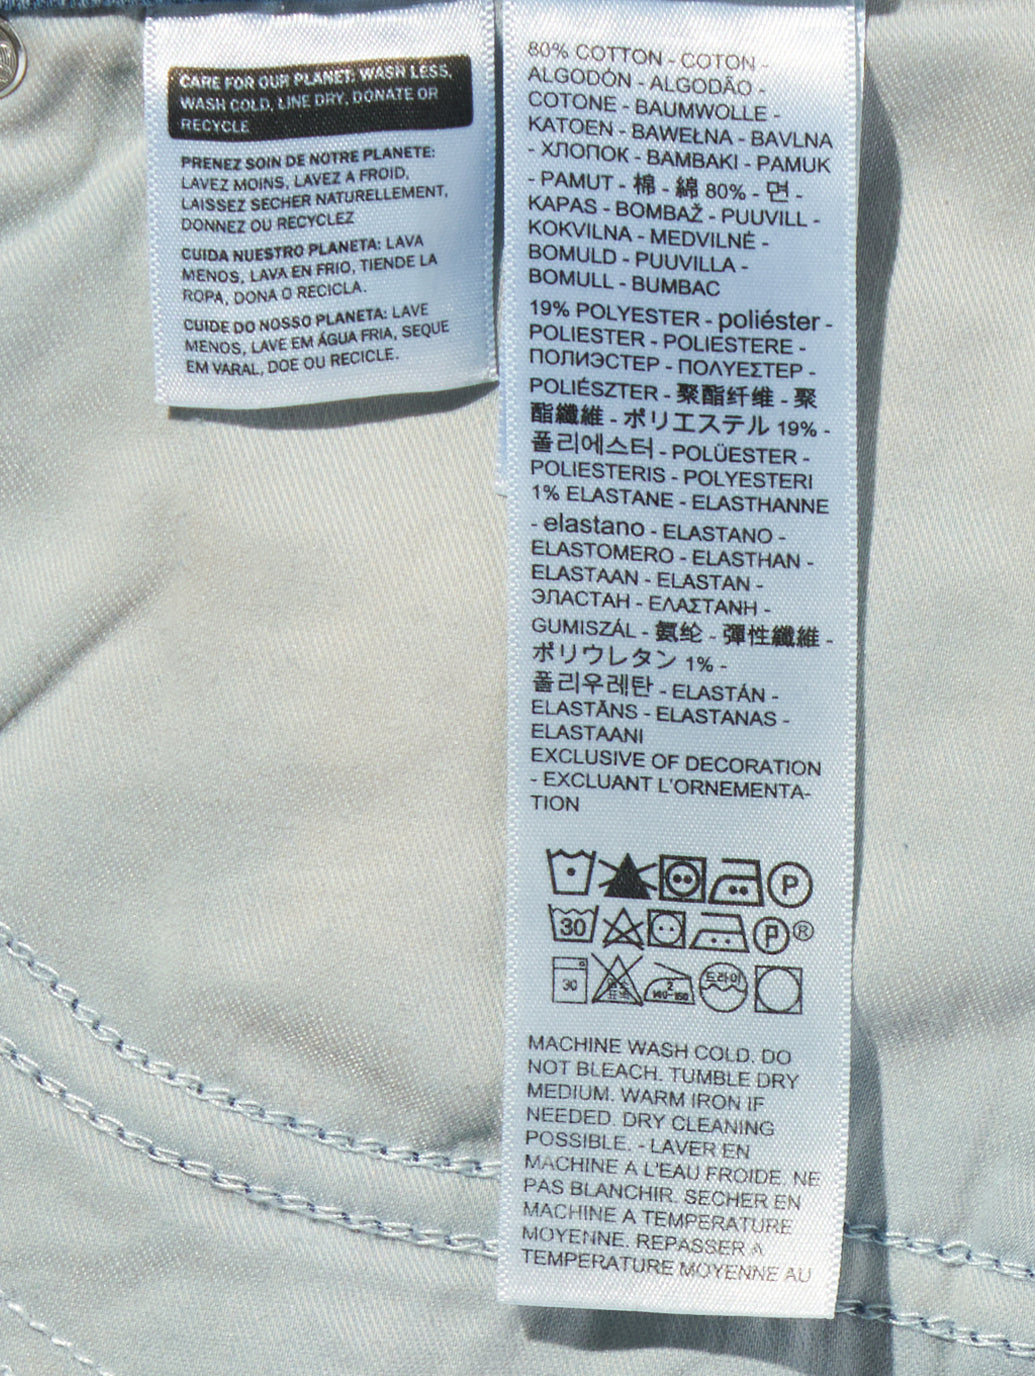 CARE FOR OUR PLANET: WASH LESS,
WASH COLD, LINE DRY, DONATE OR
RECYCLE
PRENEZ SOIN DE NOTRE PLANETE:
LAVEZ MOINS, LAVEZ A FROID,
LAISSEZ SECHER NATURELLEMENT,
DONNEZ OU RECYCLEZ
CUIDA NUESTRO PLANETA: LAVA
MENOS, LAVA EN FRIO, TIENDE LA
ROPA, DONA O RECICLA.
CUIDE DO NOSSO PLANETA: LAVE
MENOS, LAVE EM ÁGUA FRIA, SEQUE
EM VARAL, DOE OU RECICLE.
80% COTTON - COTON -
ALGODÓN - ALGODÃO -
COTONE - BAUMWOLLE -
KATOEN - BAWEŁNA - BAVLNA
- ХЛОПОК - BAMBAKI - PAMUK
- PAMUT - 棉 - 綿 80% - 면 -
KAPAS - BOMBAŽ - PUUVILL -
KOKVILNA - MEDVILNĖ -
BOMULD - PUUVILLA -
BOMULL - BUMBAC
19% POLYESTER - poliéster -
POLIESTER - POLIESTERE -
ПОЛИЭСТЕР - ΠΟΛΥΕΣΤΕΡ -
POLIÉSZTER - 聚酯纤维 - 聚
酯纖維 - ポリエステル 19% -
폴리에스터 - POLÜESTER -
POLIESTERIS - POLYESTERI
1% ELASTANE - ELASTHANNE
- elastano - ELASTANO -
ELASTOMERO - ELASTHAN -
ELASTAAN - ELASTAN -
ЭЛАСТАН - ΕΛΑΣΤΑΝΗ -
GUMISZÁL - 氨纶 - 彈性纖維 -
ポリウレタン 1% -
폴리우레탄 - ELASTÁN -
ELASTĀNS - ELASTANAS -
ELASTAANI
EXCLUSIVE OF DECORATION
- EXCLUANT L'ORNEMENTA-
TION
P
30 P ®
30 2 140-160 드라이
MACHINE WASH COLD. DO
NOT BLEACH. TUMBLE DRY
MEDIUM. WARM IRON IF
NEEDED. DRY CLEANING
POSSIBLE. - LAVER EN
MACHINE A L'EAU FROIDE. NE
PAS BLANCHIR. SECHER EN
MACHINE A TEMPERATURE
MOYENNE. REPASSER A
TEMPERATURE MOYENNE AU